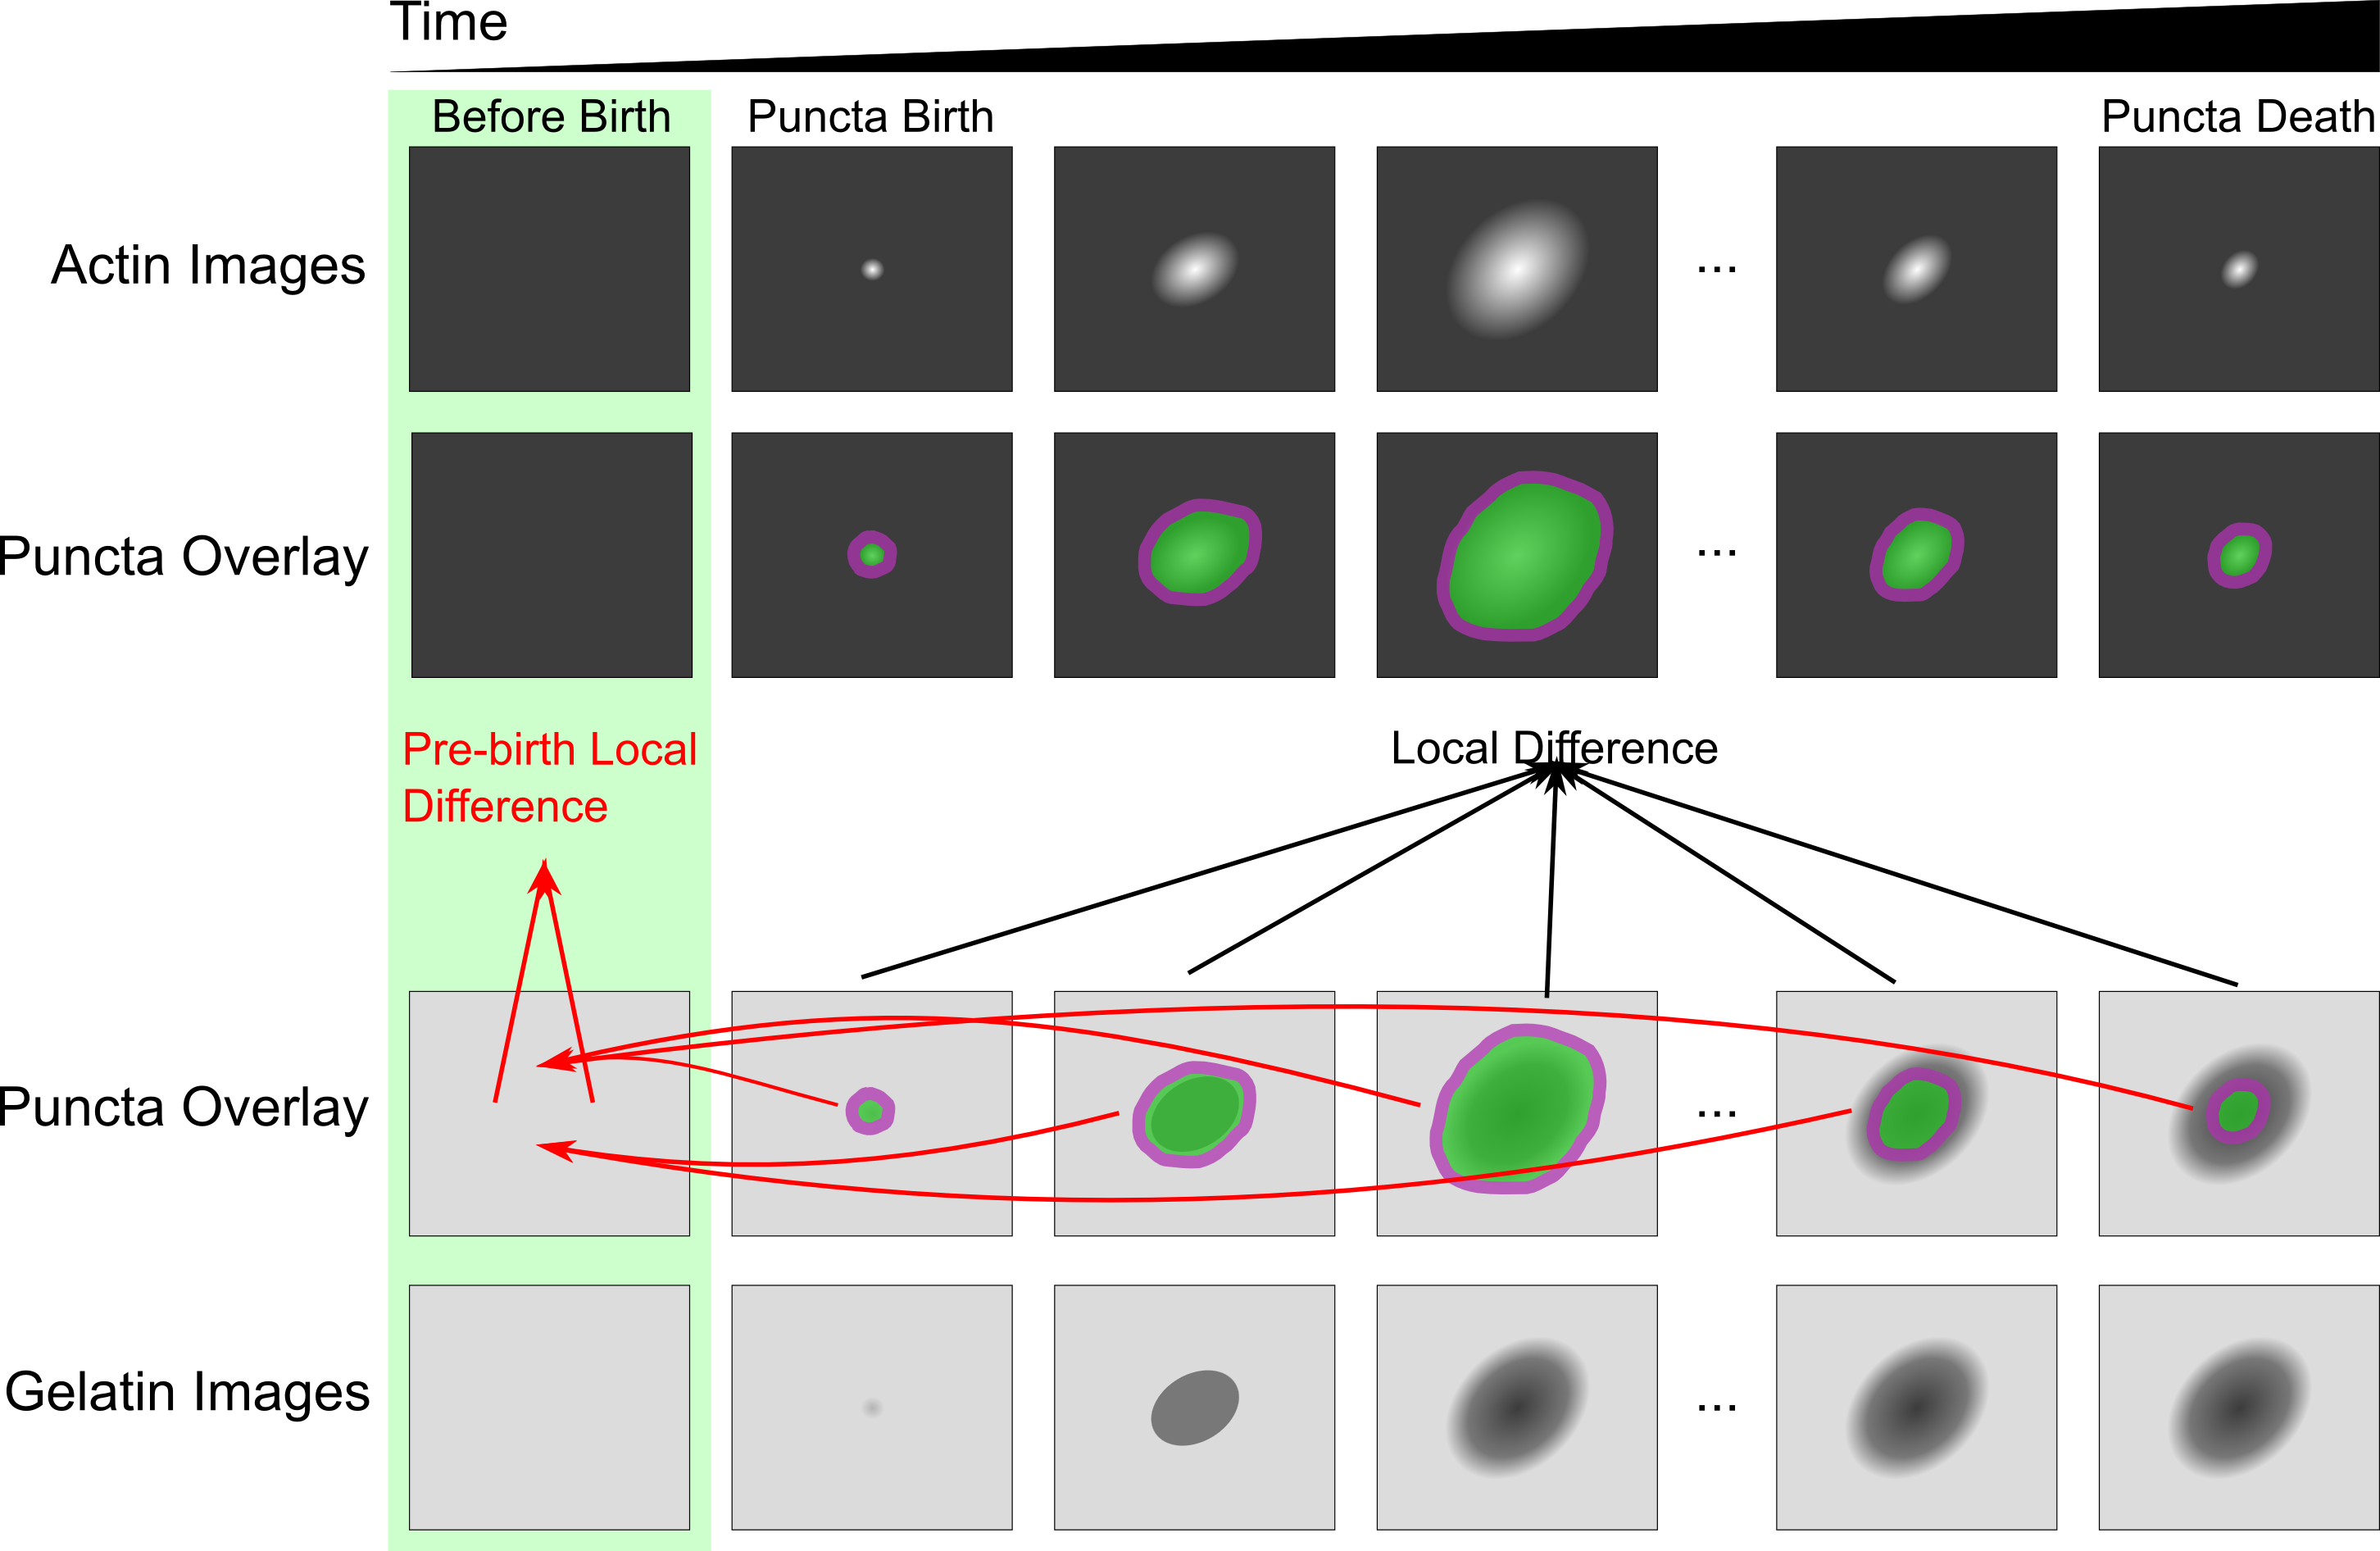 Time
Before Birth
Puncta Birth
Puncta Death
Actin Images
...
Puncta Overlay
...
Pre-birth Local
Difference
Local Difference
Puncta Overlay
...
Gelatin Images
...